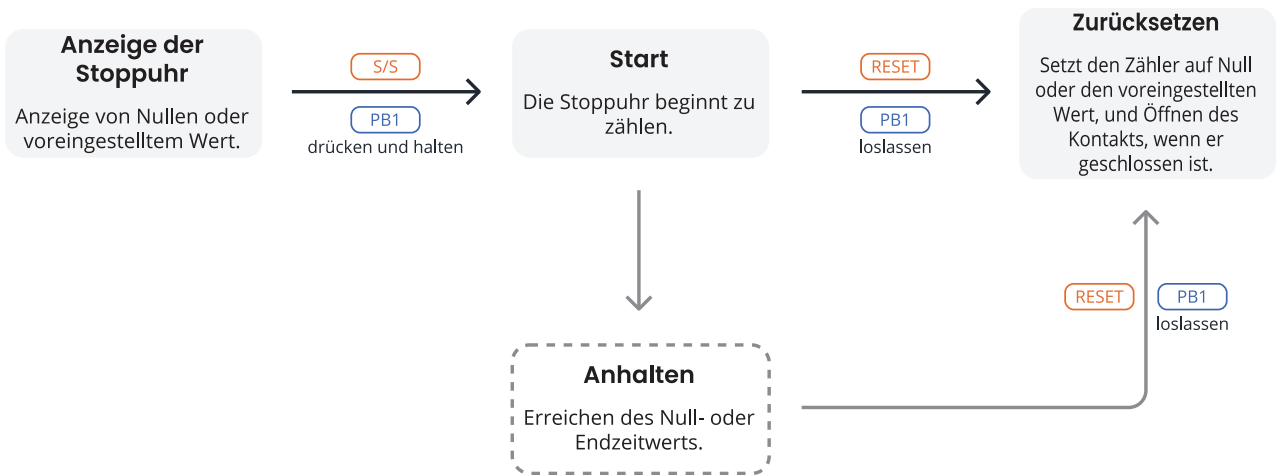 Anzeige der
Stoppuhr
Anzeige von Nullen oder
voreingestelltem Wert.
S/S
PB1
drücken und halten
Start
Die Stoppuhr beginnt zu
zählen.
RESET
PB1
loslassen
Zurücksetzen
Setzt den Zähler auf Null
oder den voreingestellten
Wert, und Öffnen des
Kontakts, wenn er
geschlossen ist.
RESET
PB1
loslassen
Anhalten
Erreichen des Null- oder
Endzeitwerts.